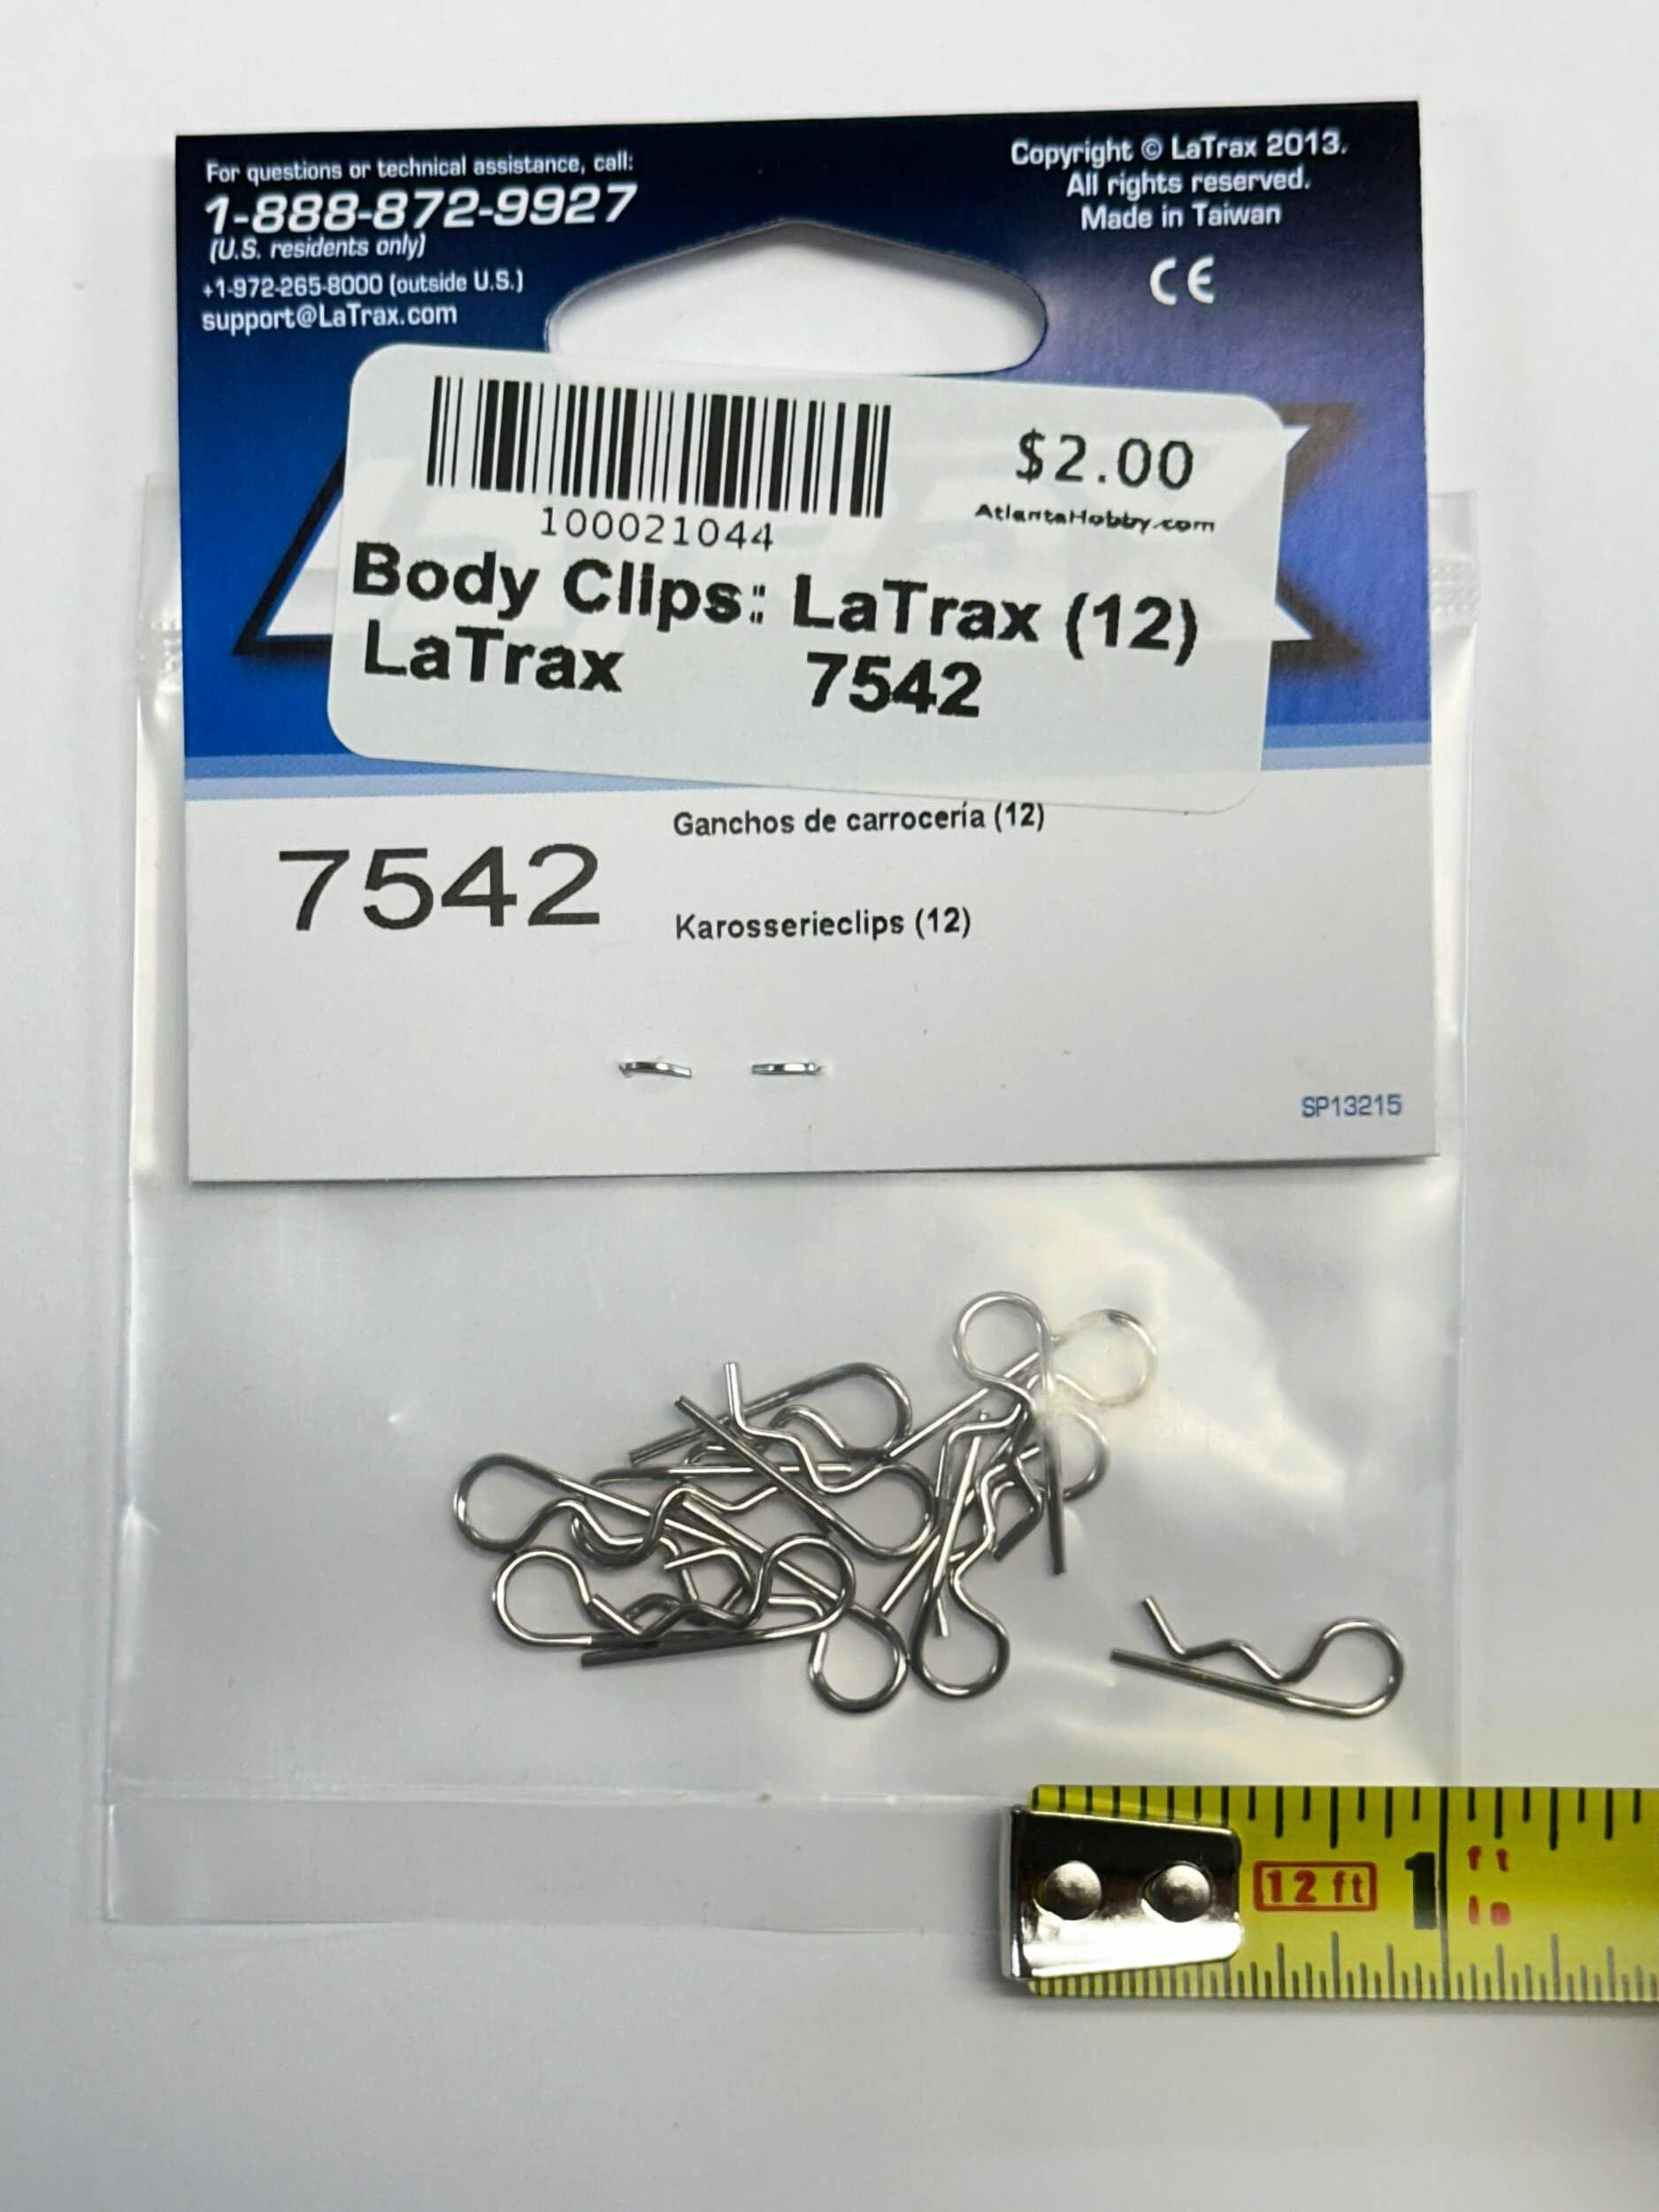 For questions or technical assistance, call:
1-888-872-9927
(U.S. residents only)
+1-972-265-8000 (outside U.S.)
support@LaTrax.com
Copyright © LaTrax 2013.
All rights reserved.
Made in Taiwan
CE
100021044
$2.00
AtlantaHobby.com
Body Clips: LaTrax (12)
LaTrax 7542
7542
Ganchos de carrocería (12)
Karosserieclips (12)
SP13215
12 ft
1
ft
in